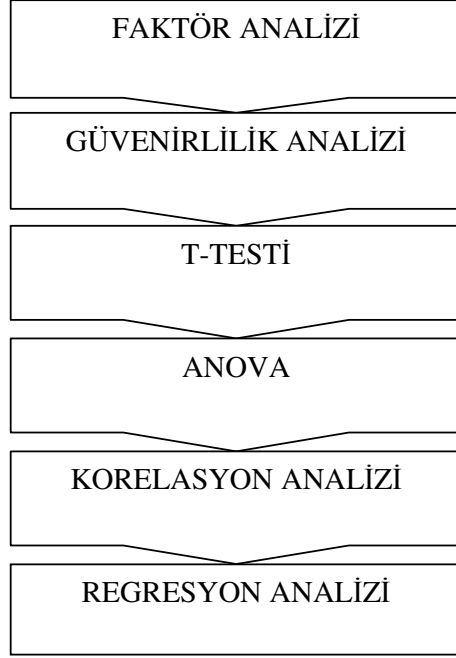 FAKTÖR ANALİZİ
GÜVENİRLİLİK ANALİZİ
T-TESTİ
ANOVA
KORELASYON ANALİZİ
REGRESYON ANALİZİ